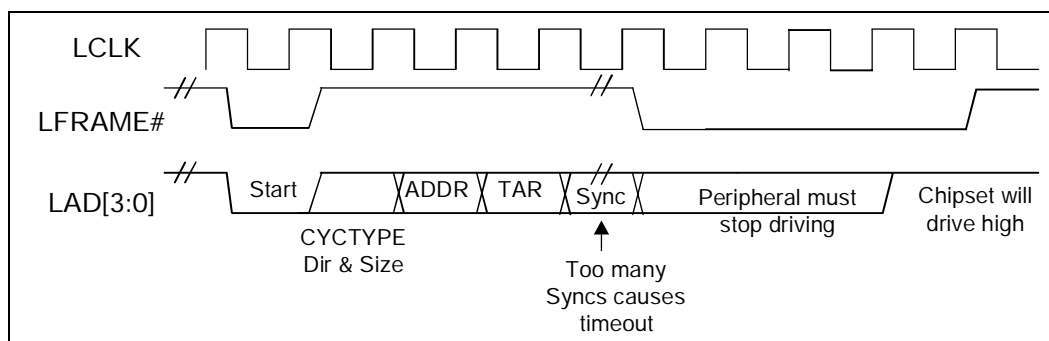 LCLK
LFRAME#
LAD[3:0]
Start
ADDR
TAR
Sync
Peripheral must
stop driving
Chipset will
drive high
CYCTYPE
Dir & Size
Too many
Syncs causes
timeout